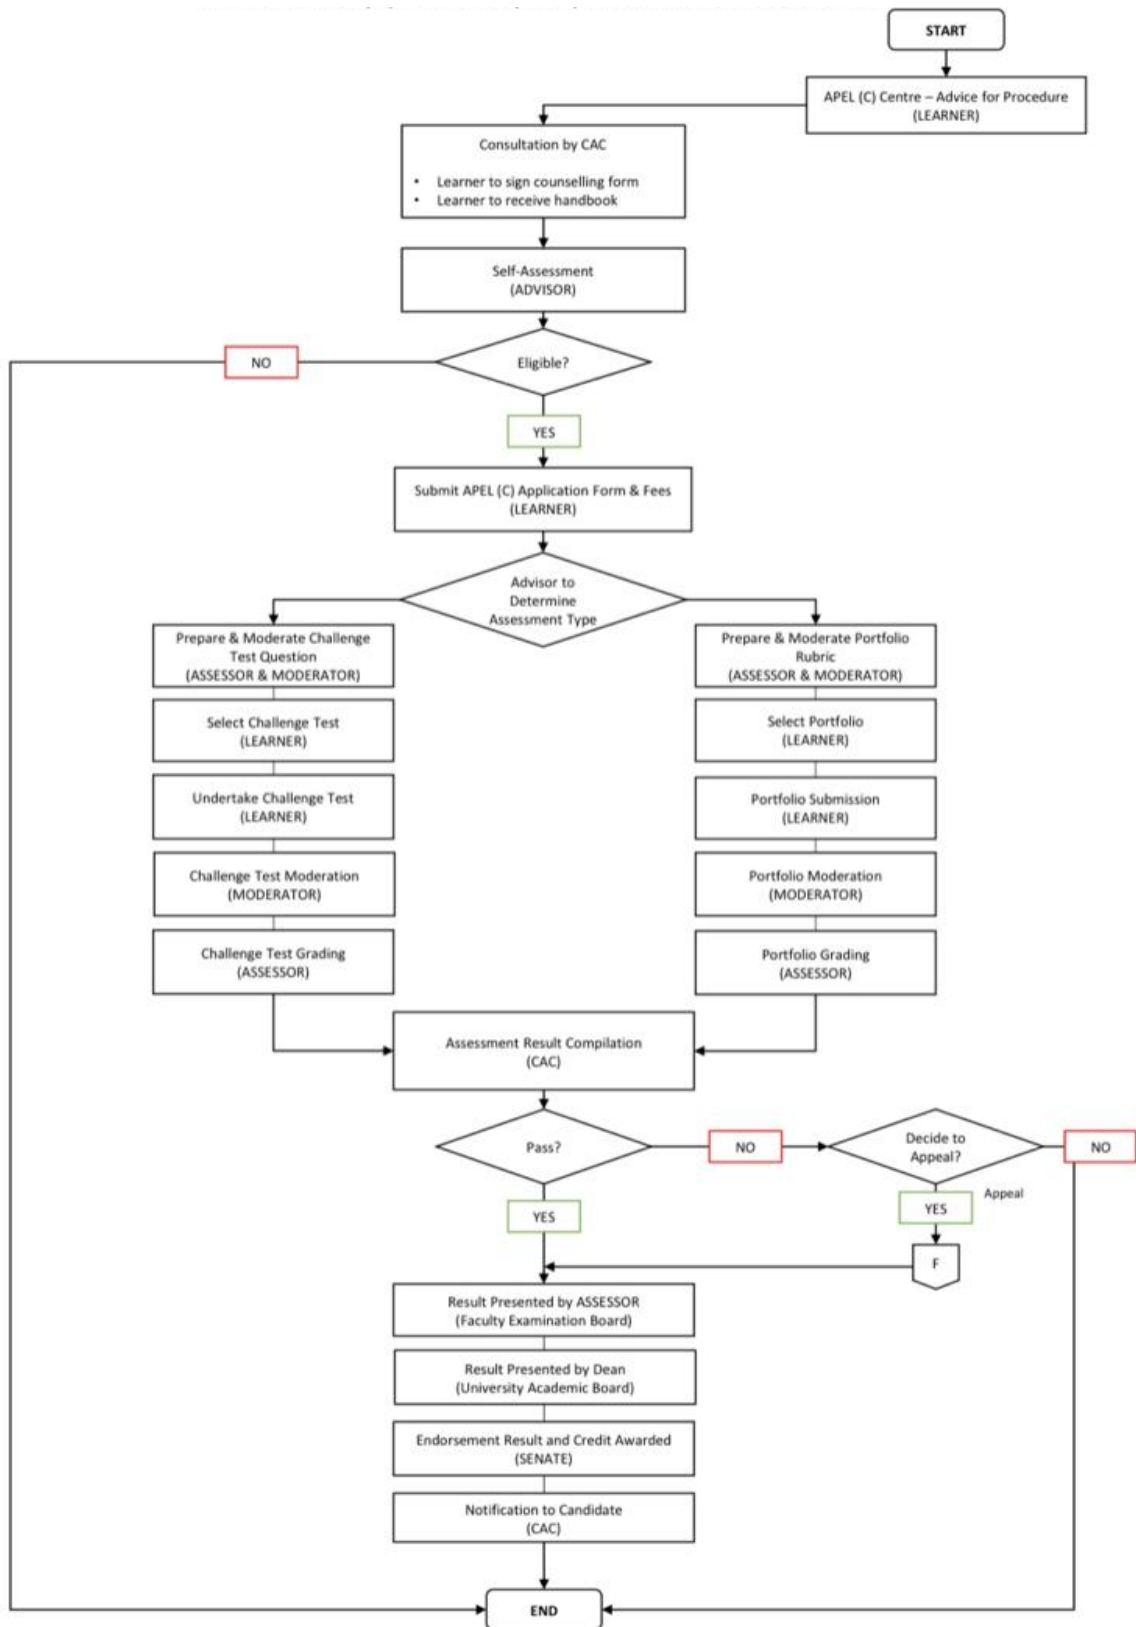 START
APEL (C) Centre – Advice for Procedure
(LEARNER)
Consultation by CAC
• Learner to sign counselling form
• Learner to receive handbook
Self-Assessment
(ADVISOR)
Eligible?
NO
YES
Submit APEL (C) Application Form & Fees
(LEARNER)
Advisor to
Determine
Assessment Type
Prepare & Moderate Challenge
Test Question
(ASSESSOR & MODERATOR)
Select Challenge Test
(LEARNER)
Undertake Challenge Test
(LEARNER)
Challenge Test Moderation
(MODERATOR)
Challenge Test Grading
(ASSESSOR)
Prepare & Moderate Portfolio
Rubric
(ASSESSOR & MODERATOR)
Select Portfolio
(LEARNER)
Portfolio Submission
(LEARNER)
Portfolio Moderation
(MODERATOR)
Portfolio Grading
(ASSESSOR)
Assessment Result Compilation
(CAC)
Pass?
NO
Decide to
Appeal?
NO
YES
YES
Appeal
F
Result Presented by ASSESSOR
(Faculty Examination Board)
Result Presented by Dean
(University Academic Board)
Endorsement Result and Credit Awarded
(SENATE)
Notification to Candidate
(CAC)
END